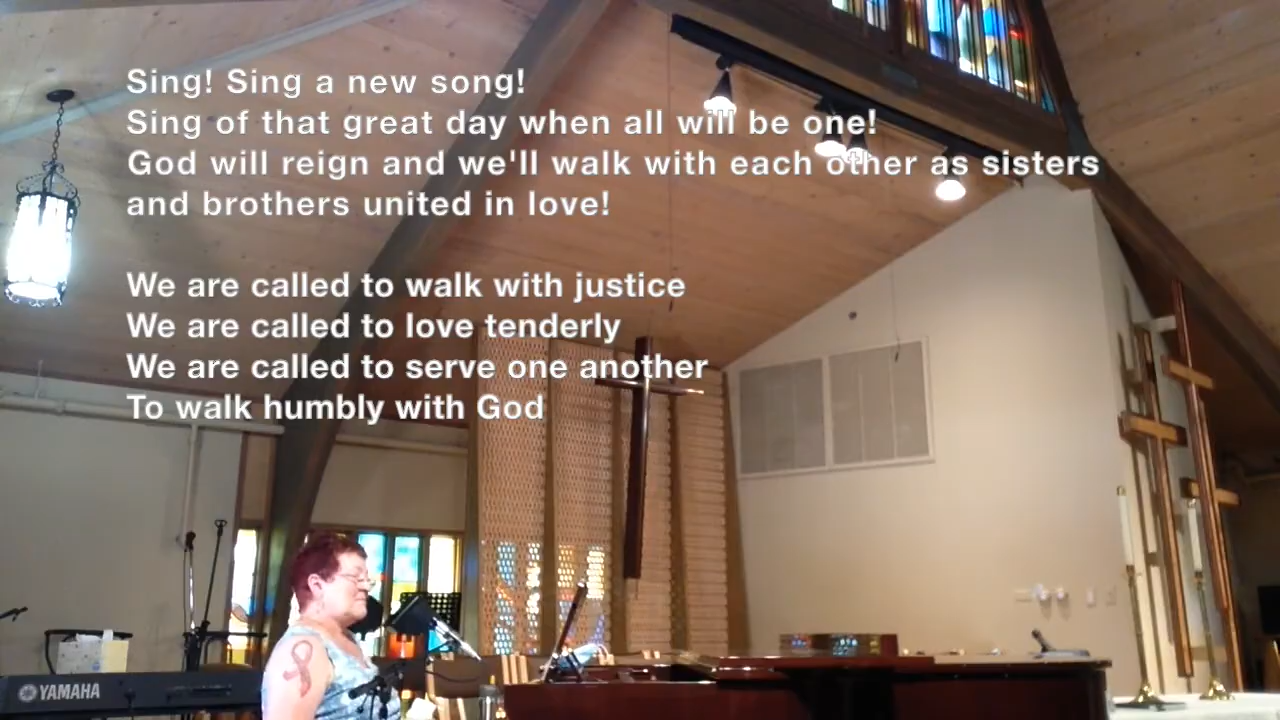 Sing! Sing a new song!
Sing of that great day when all will be one!
God will reign and we'll walk with each other as sisters
and brothers united in love!
We are called to walk with justice
We are called to love tenderly
We are called to serve one another
To walk humbly with God
YAMAHA